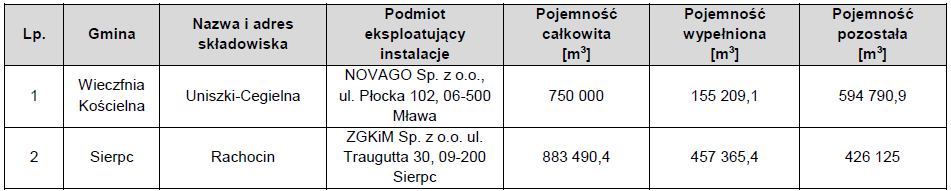 Lp.
Gmina
Nazwa i adres
składowiska
Podmiot
eksploatujący
instalacje
Pojemność
całkowita
[m³]
Pojemność
wypełniona
[m³]
Pojemność
pozostała
[m³]
1
Wieczfnia
Kościelna
Uniszki-Cegielna
NOVAGO Sp. z o.o.,
ul. Płocka 102, 06-500
Mława
750 000
155 209,1
594 790,9
2
Sierpc
Rachocin
ZGKiM Sp. z o.o. ul.
Traugutta 30, 09-200
Sierpc
883 490,4
457 365,4
426 125